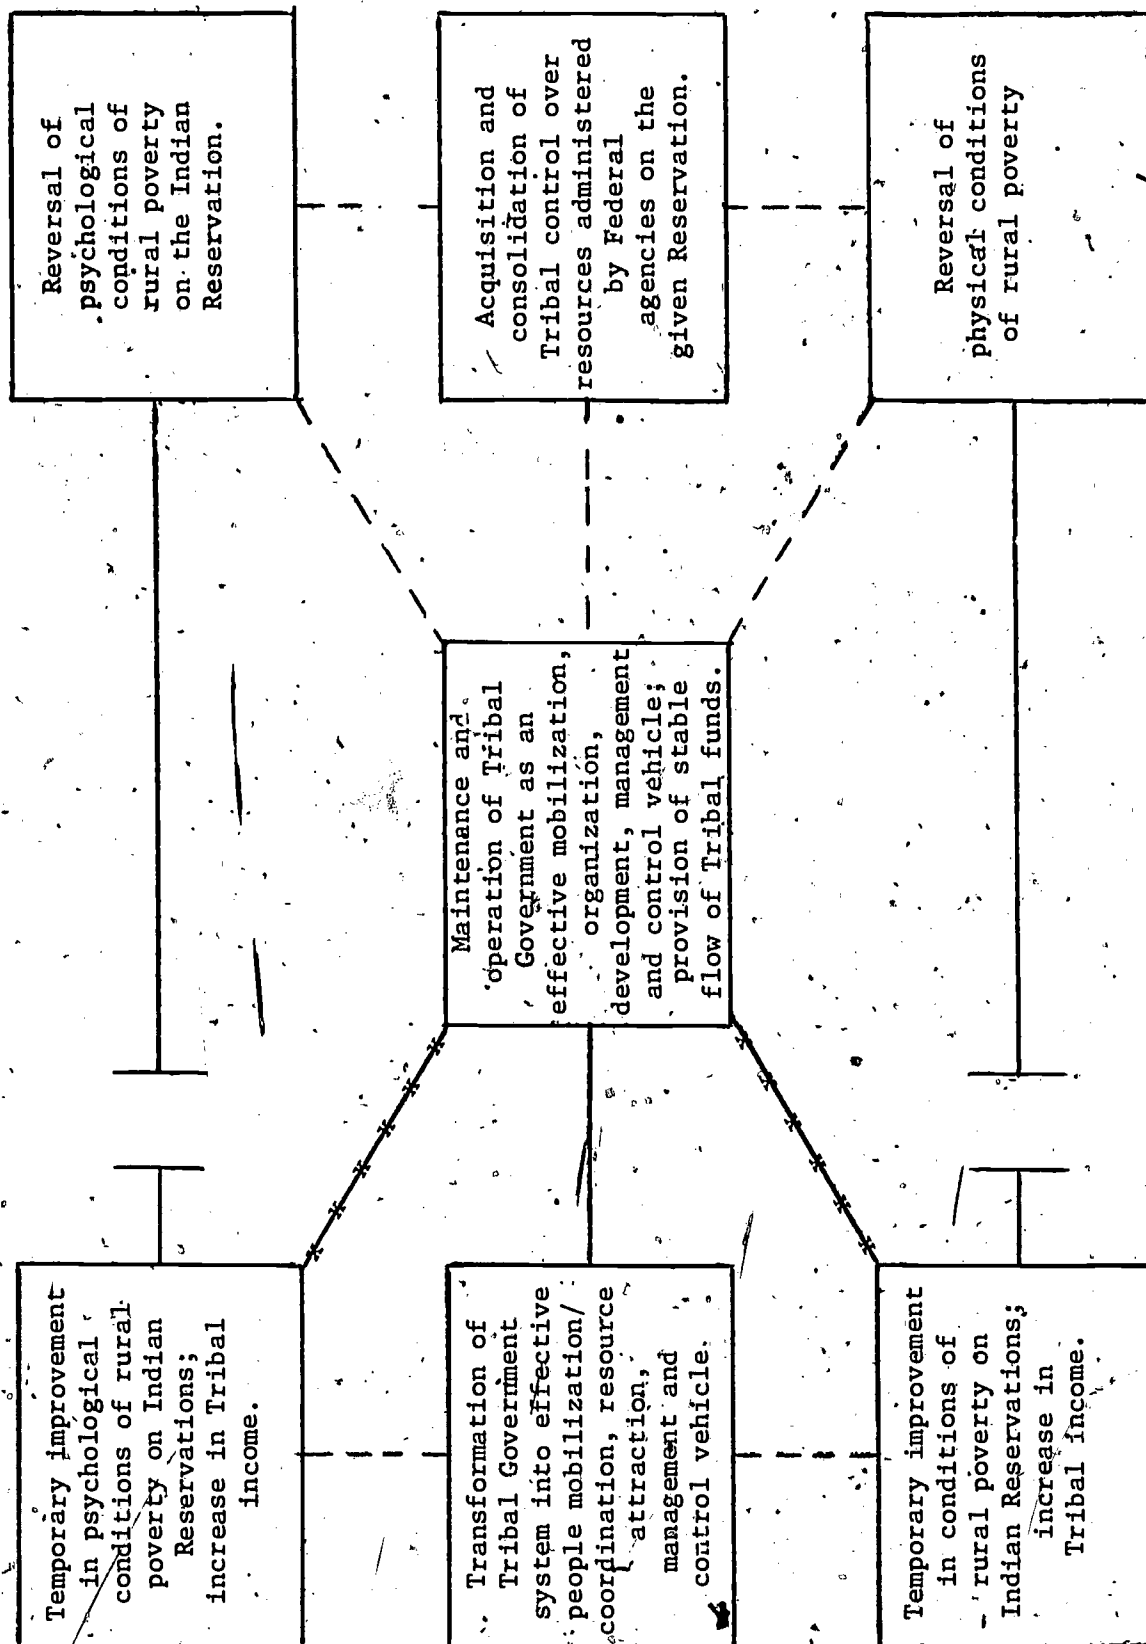 Temporary improvement
in psychological
conditions of rural
poverty on Indian
Reservations;
increase in Tribal
income.
Reversal of
psychological
conditions of
rural poverty
on the Indian
Reservation.
Transformation of
Tribal Government
system into effective
people mobilization/
coordination, resource
attraction,
management and
control vehicle.
Maintenance and
operation of Tribal
Government as an
effective mobilization,
organization,
development, management
and control vehicle;
provision of stable
flow of Tribal funds.
Acquisition and
consolidation of
Tribal control over
resources administered
by Federal
agencies on the
given Reservation.
Temporary improvement
in conditions of
rural poverty on
Indian Reservations;
increase in
Tribal income.
Reversal of
physical conditions
of rural poverty